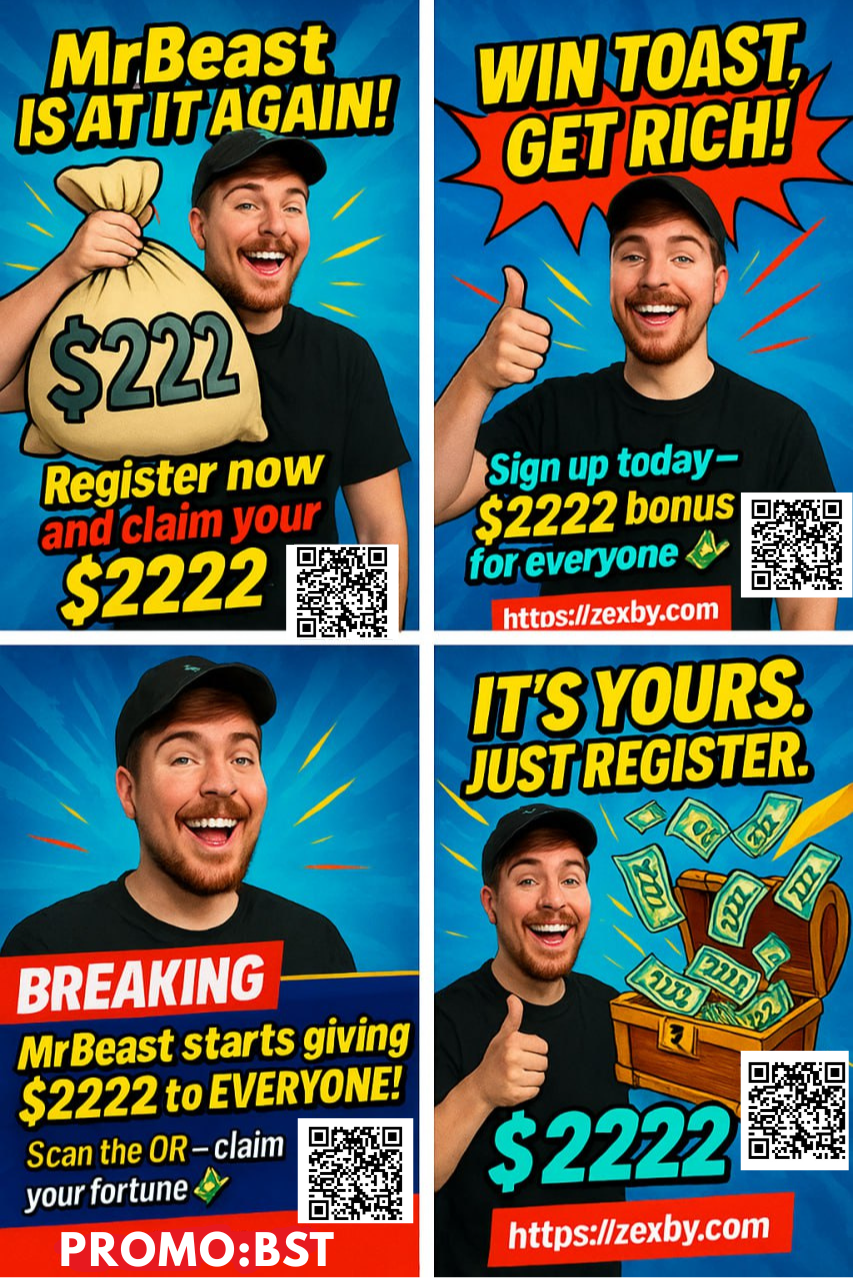 MrBeast
IS AT IT AGAIN!
$222
Register now
and claim your
$2222
WIN TOAST,
GET RICH!
Sign up today–
$2222 bonus
for everyone
https://zexby.com
BREAKING
MrBeast starts giving
$2222 to EVERYONE!
Scan the OR – claim
your fortune
PROMO:BST
IT'S YOURS.
JUST REGISTER.
$2222
https://zexby.com